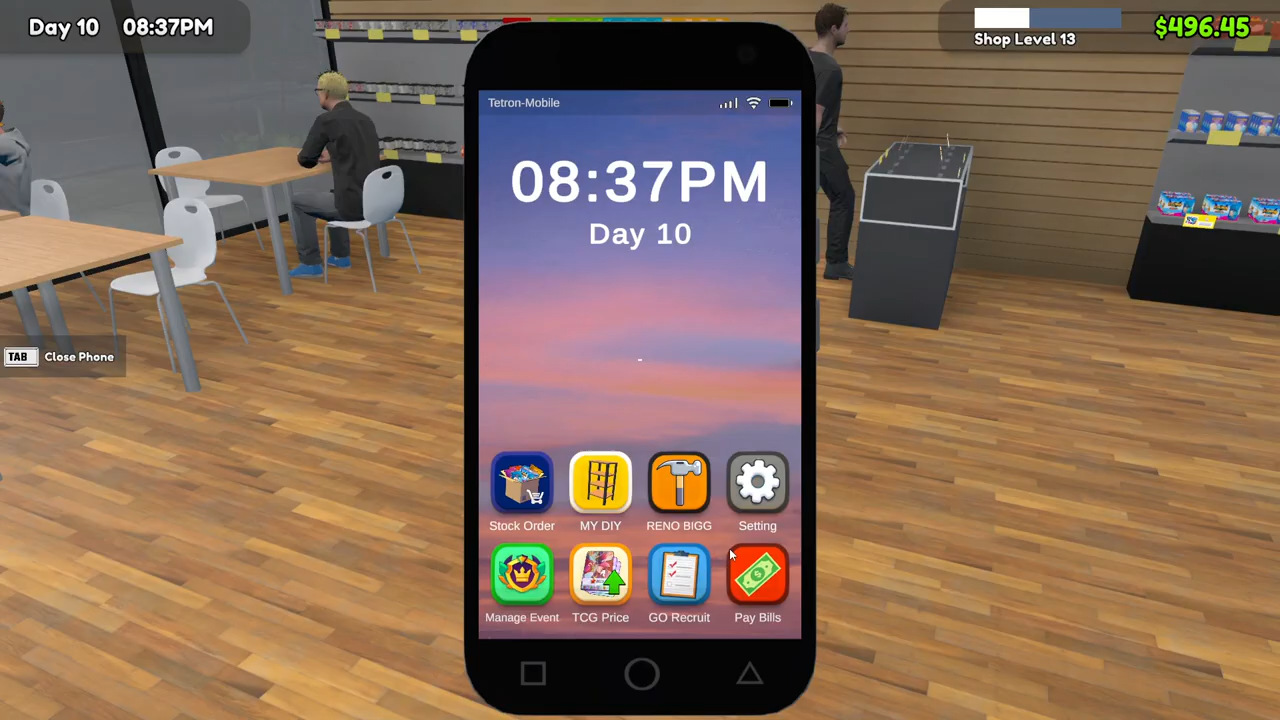 Day 10 08:37PM
Shop Level 13
$496.45
Tetron-Mobile
08:37PM
Day 10
TAB Close Phone
Stock Order MY DIY RENO BIGG Setting
Manage Event TCG Price GO Recruit Pay Bills